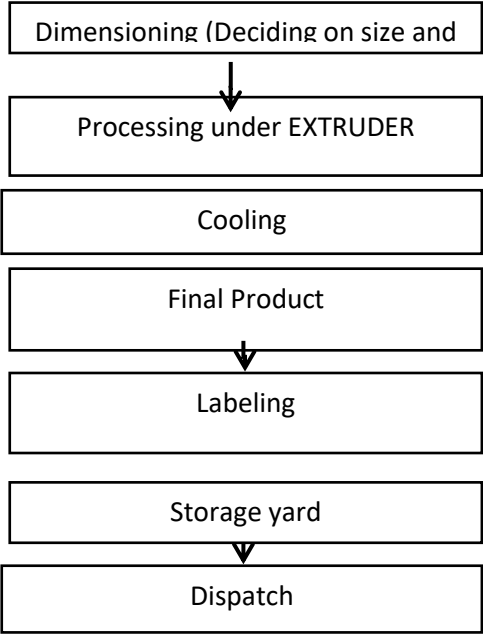 Dimensioning (Deciding on size and
Processing under EXTRUDER
Cooling
Final Product
Labeling
Storage yard
Dispatch